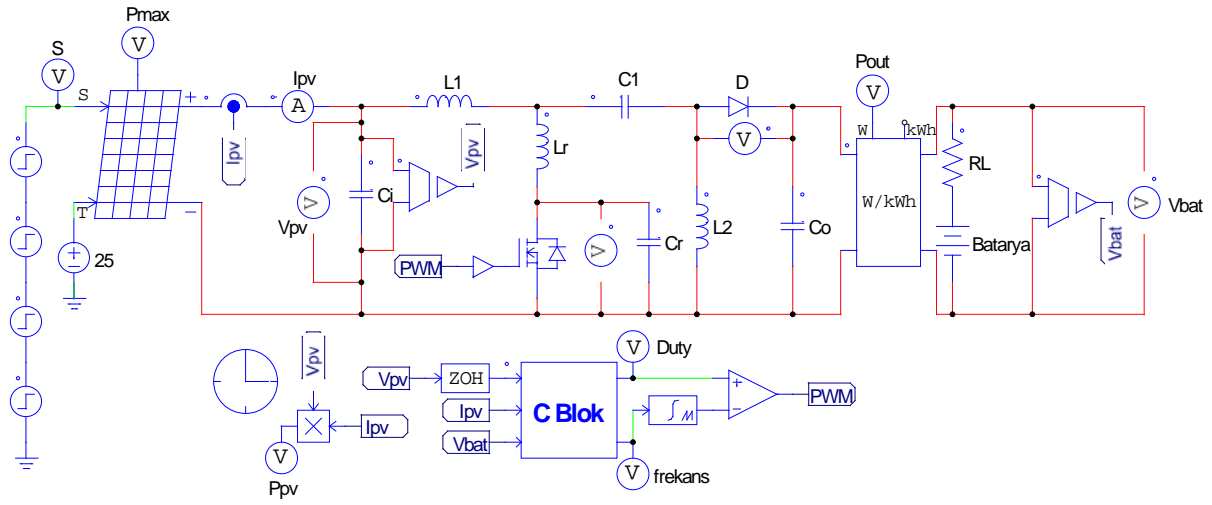 Pmax
V
S
V
S
+
Ipv
A
L1
C1
D
Pout
V
W
kWh
Ipv
Vpv
Lr
V
RL
T
−
V
Vpv
Ci
W/kWh
V
Vbat
25
PWM
V
Cr
L2
Co
Batarya
Vbat
Vpv
V
Duty
Vpv
ZOH
C Blok
+
−
PWM
Ipv
Ipv
∫M
V
Ppv
Vbat
V
frekans